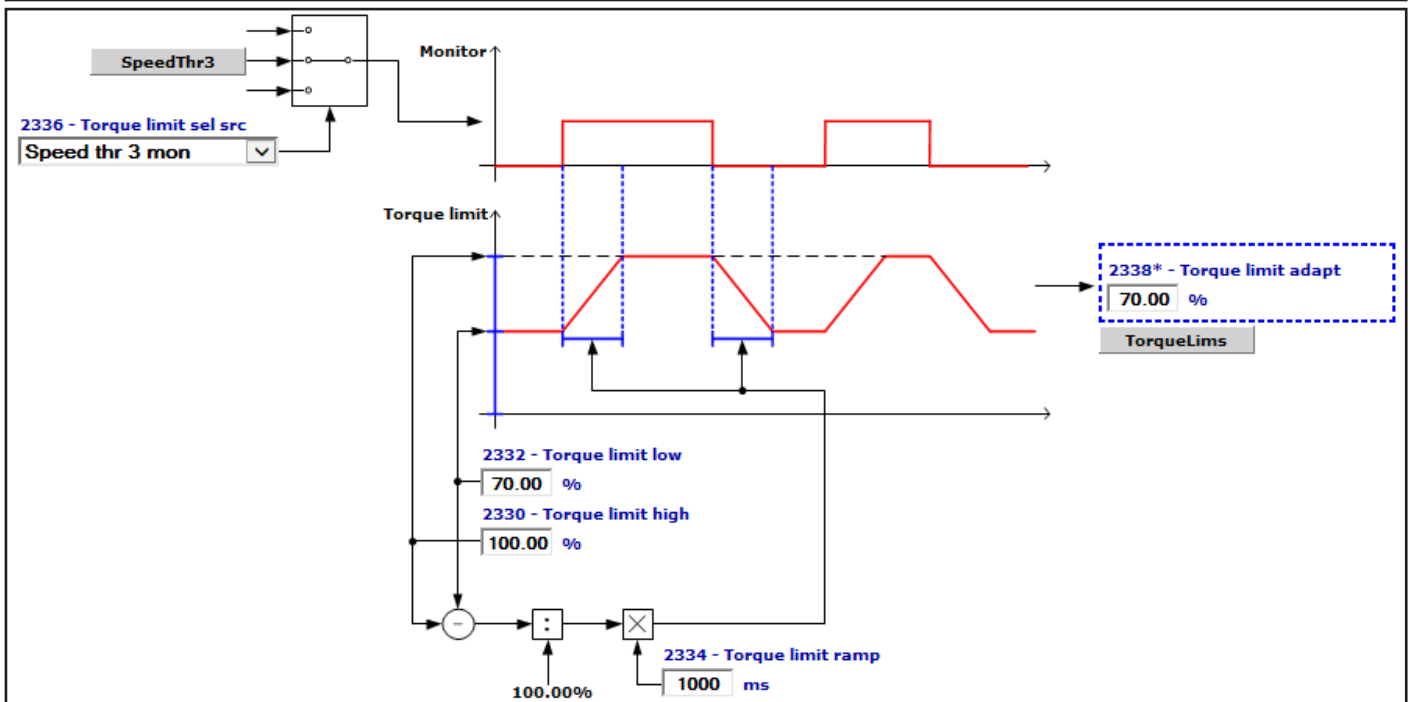 SpeedThr3
Monitor
2336 - Torque limit sel src
Speed thr 3 mon
Torque limit
2338* - Torque limit adapt
70.00 %
TorqueLims
2332 - Torque limit low
70.00 %
2330 - Torque limit high
100.00 %
- : ×
2334 - Torque limit ramp
1000 ms
100.00%